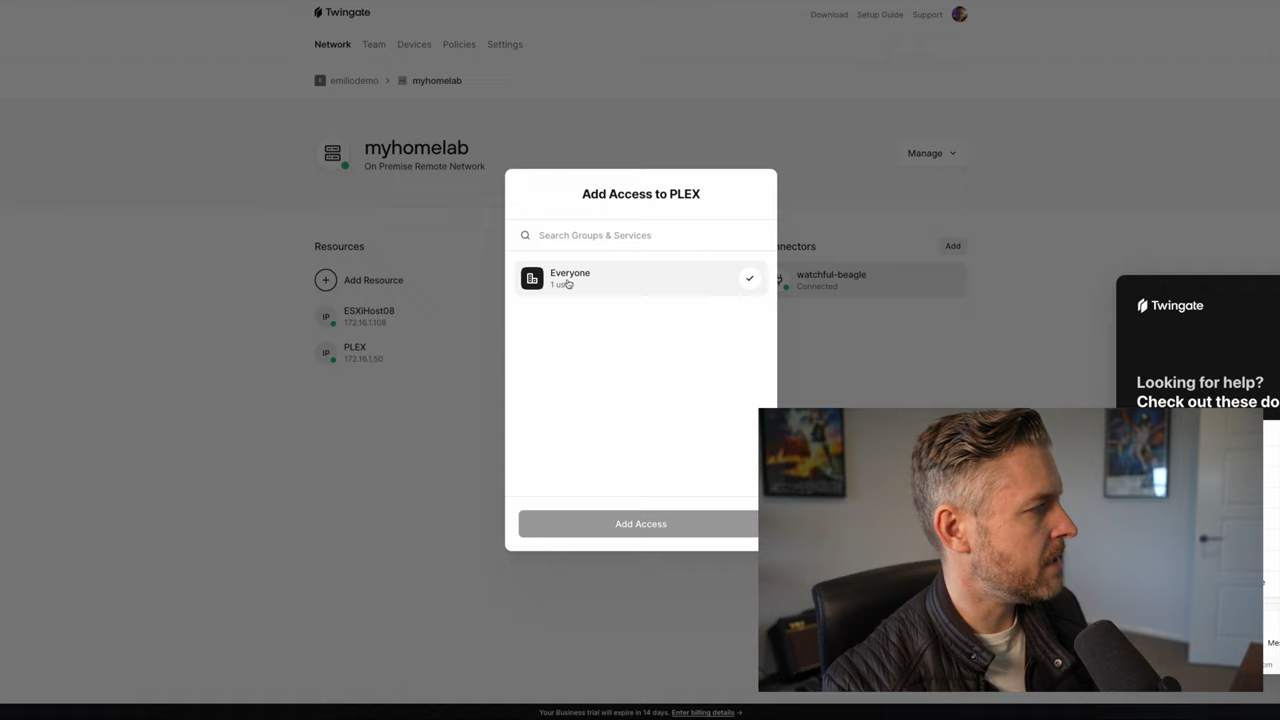 Twingate
Download Setup Guide Support
Network Team Devices Policies Settings
emiliodemo > myhomelab
myhomelab
On Premise Remote Network
Manage
Add Access to PLEX
Search Groups & Services
Everyone
Resources
nnectors
Add
Add Resource
watchful-beagle
Connected
IP ESXiHost08
172.16.1.108
IP PLEX
172.16.1.50
Twingate
Looking for help?
Check out these do
Add Access
Your Business trial will expire in 14 days. Enter billing details →